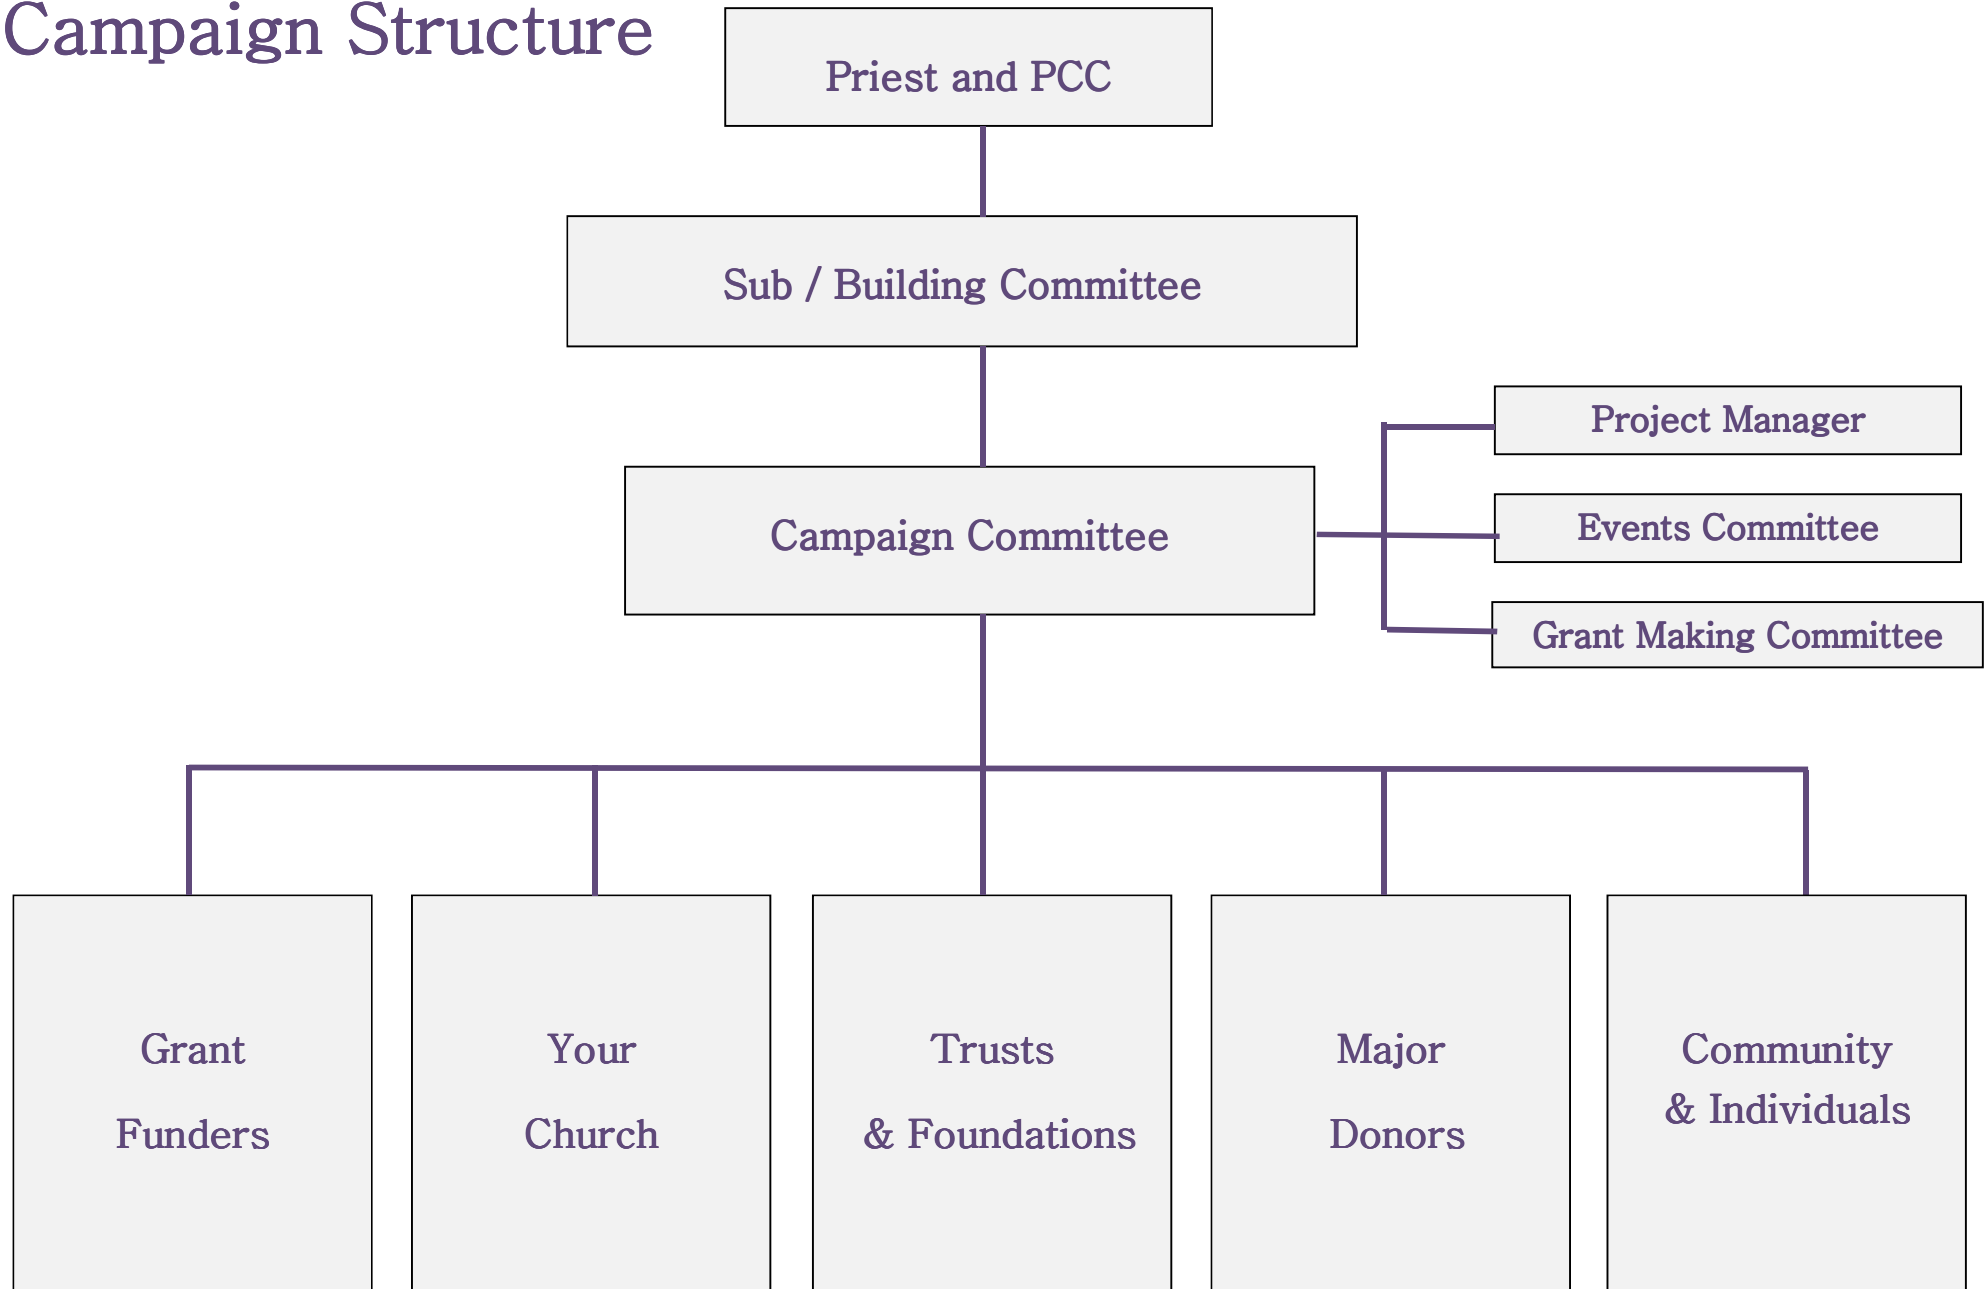 Campaign Structure
Priest and PCC
Sub / Building Committee
Project Manager
Events Committee
Campaign Committee
Grant Making Committee
Grant
Funders
Your
Church
Trusts
& Foundations
Major
Donors
Community
& Individuals